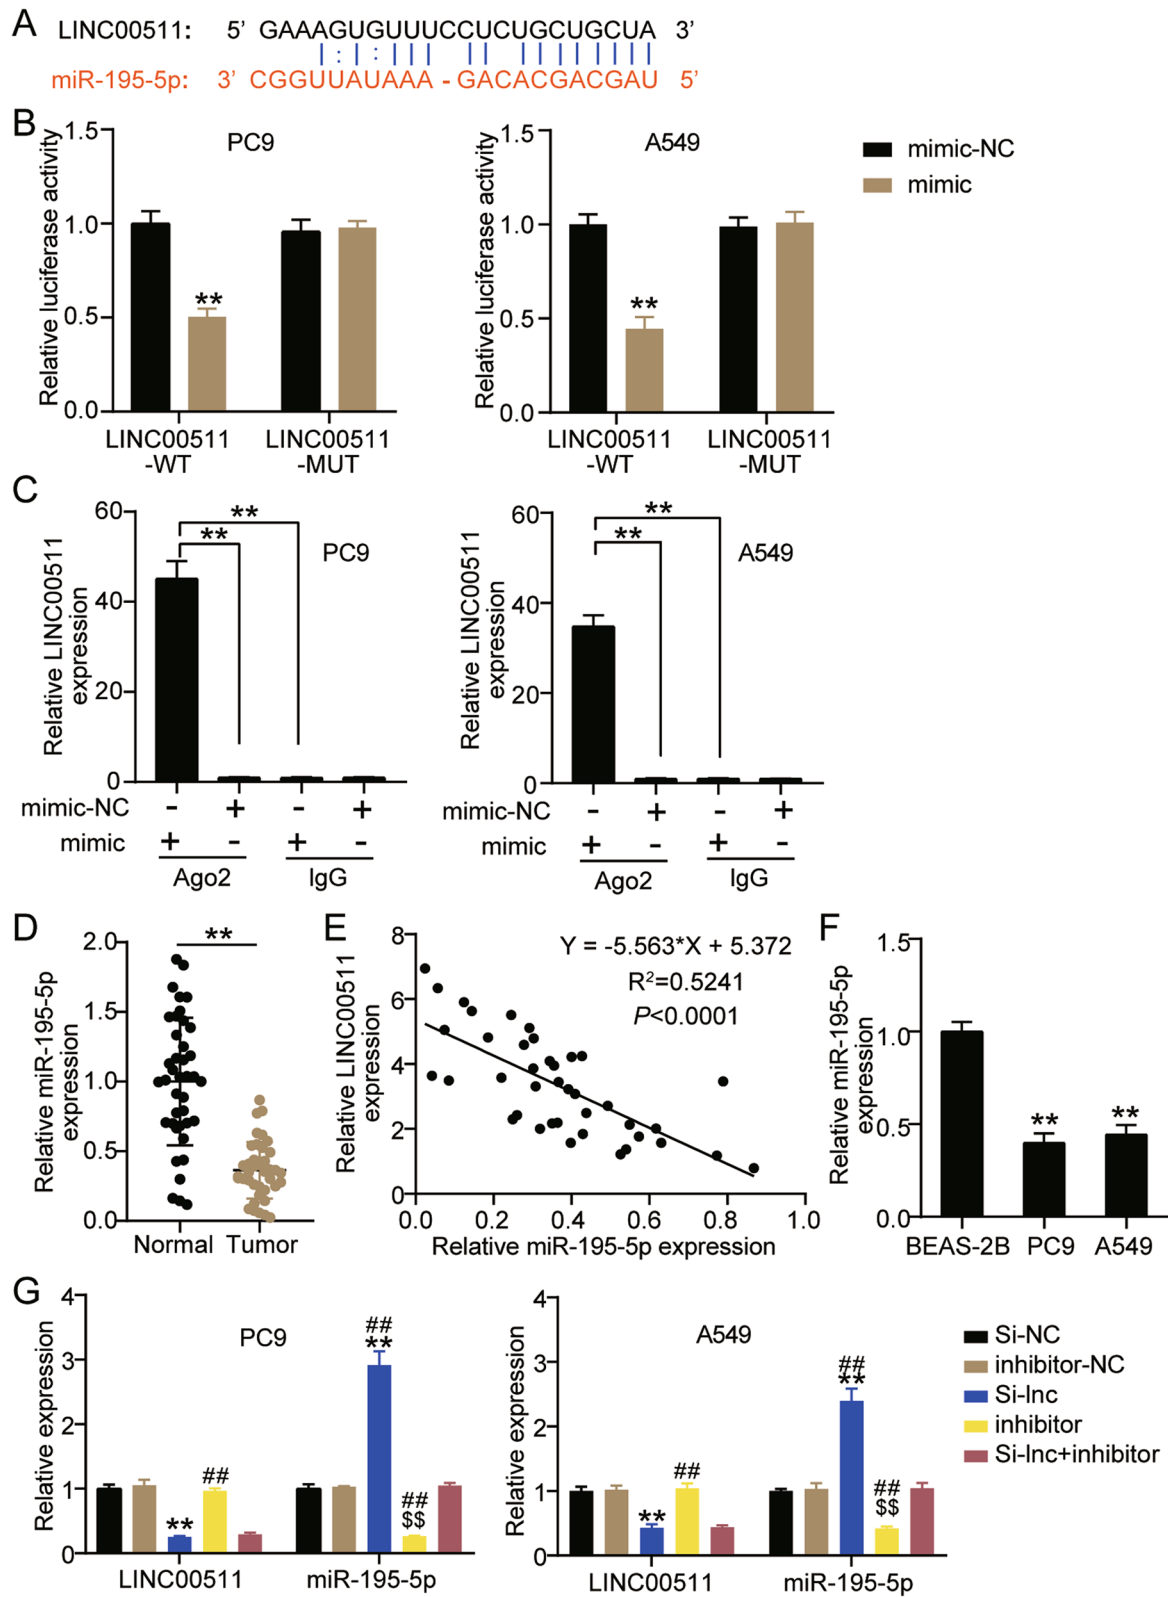 A
LINC00511: 5' GAAAGUGUUUCCUCUGCUGCUA 3'
miR-195-5p: 3' CGGUUAUAAA - GACACGACGAU 5'
B
Relative luciferase activity
1.5
1.0
0.5
0.0
PC9
**
LINC00511
-WT
LINC00511
-MUT
Relative luciferase activity
1.5
1.0
0.5
0.0
A549
**
LINC00511
-WT
LINC00511
-MUT
mimic-NC
mimic
C
Relative LINC00511
expression
60
40
20
0
**
**
PC9
mimic-NC - + - +
mimic + - + -
Ago2 IgG
Relative LINC00511
expression
60
40
20
0
**
**
A549
mimic-NC - + - +
mimic + - + -
Ago2 IgG
D
Relative miR-195-5p
expression
2.0
1.5
1.0
0.5
0.0
**
Normal Tumor
E
Relative LINC00511
expression
8
6
4
2
0
Y = -5.563*X + 5.372
R²=0.5241
P<0.0001
0.0 0.2 0.4 0.6 0.8 1.0
Relative miR-195-5p expression
F
Relative miR-195-5p
expression
1.5
1.0
0.5
0.0
**
**
BEAS-2B PC9 A549
G
Relative expression
4
3
2
1
0
PC9
**
##
##
**
##
$$
LINC00511 miR-195-5p
Relative expression
4
3
2
1
0
A549
**
##
##
**
##
$$
LINC00511 miR-195-5p
Si-NC
inhibitor-NC
Si-lnc
inhibitor
Si-lnc+inhibitor